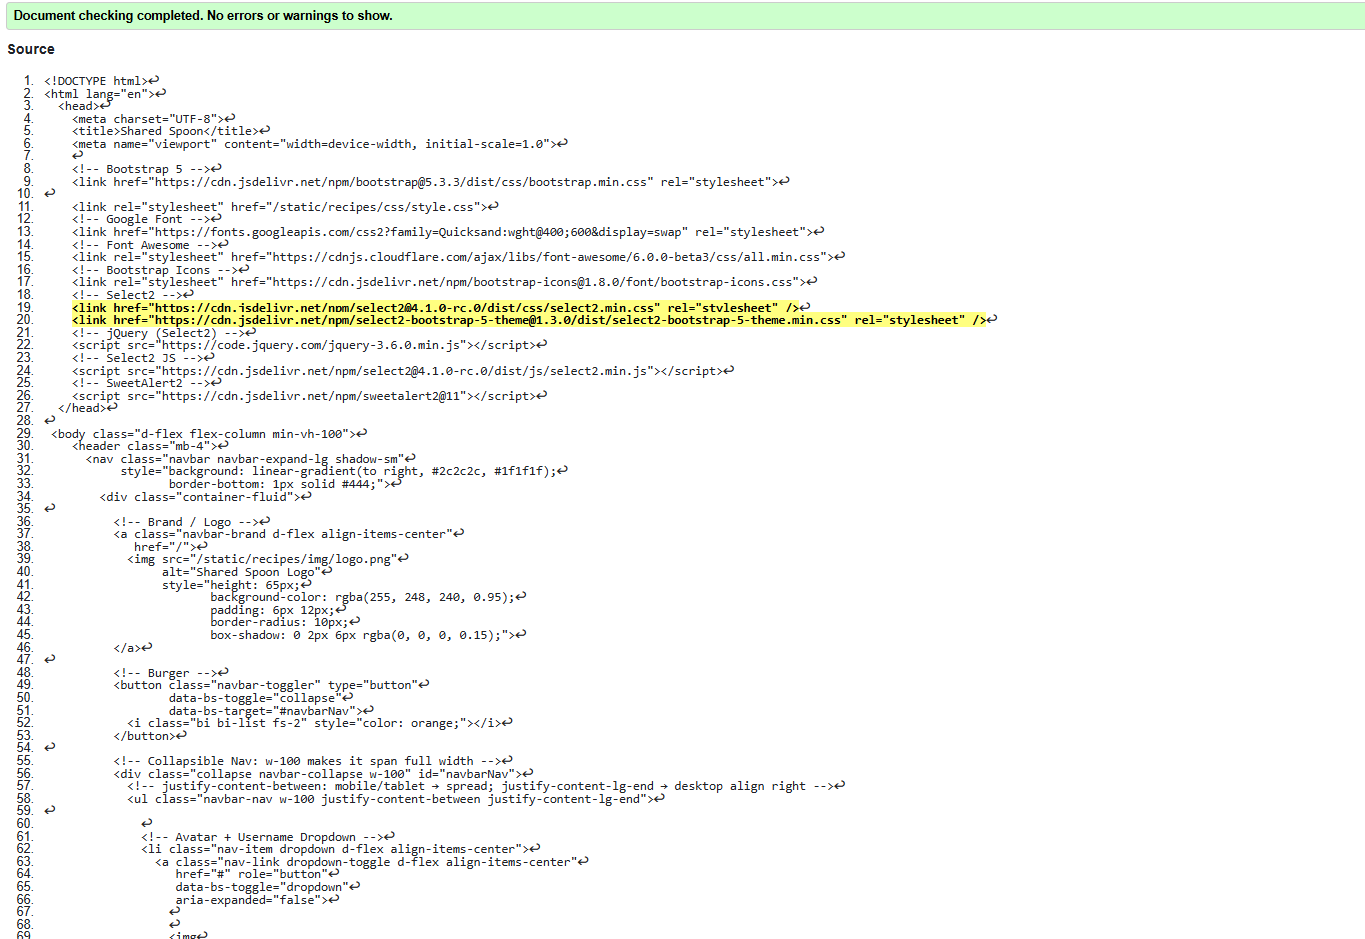 Document checking completed. No errors or warnings to show.
Source
1. <!DOCTYPE html>↩
2. <html lang="en">↩
3. <head>↩
4. <meta charset="UTF-8">↩
5. <title>Shared Spoon</title>↩
6. <meta name="viewport" content="width=device-width, initial-scale=1.0">↩
7. ↩
8. <!-- Bootstrap 5 -->↩
9. <link href="https://cdn.jsdelivr.net/npm/bootstrap@5.3.3/dist/css/bootstrap.min.css" rel="stylesheet">↩
10. ↩
11. <link rel="stylesheet" href="/static/recipes/css/style.css">↩
12. <!-- Google Font -->↩
13. <link href="https://fonts.googleapis.com/css2?family=Quicksand:wght@400;600&display=swap" rel="stylesheet">↩
14. <!-- Font Awesome -->↩
15. <link rel="stylesheet" href="https://cdnjs.cloudflare.com/ajax/libs/font-awesome/6.0.0-beta3/css/all.min.css">↩
16. <!-- Bootstrap Icons -->↩
17. <link rel="stylesheet" href="https://cdn.jsdelivr.net/npm/bootstrap-icons@1.8.0/font/bootstrap-icons.css">↩
18. <!-- Select2 -->↩
19. <link href="https://cdn.jsdelivr.net/npm/select2@4.1.0-rc.0/dist/css/select2.min.css" rel="stylesheet" />↩
20. <link href="https://cdn.jsdelivr.net/npm/select2-bootstrap-5-theme@1.3.0/dist/select2-bootstrap-5-theme.min.css" rel="stylesheet" />↩
21. <!-- jQuery (Select2) -->↩
22. <script src="https://code.jquery.com/jquery-3.6.0.min.js"></script>↩
23. <!-- Select2 JS -->↩
24. <script src="https://cdn.jsdelivr.net/npm/select2@4.1.0-rc.0/dist/js/select2.min.js"></script>↩
25. <!-- SweetAlert2 -->↩
26. <script src="https://cdn.jsdelivr.net/npm/sweetalert2@11"></script>↩
27. </head>↩
28. ↩
29. <body class="d-flex flex-column min-vh-100">↩
30. <header class="mb-4">↩
31. <nav class="navbar navbar-expand-lg shadow-sm"↩
32. style="background: linear-gradient(to right, #2c2c2c, #1f1f1f);↩
33. border-bottom: 1px solid #444;">↩
34. <div class="container-fluid">↩
35. ↩
36. <!-- Brand / Logo -->↩
37. <a class="navbar-brand d-flex align-items-center"↩
38. href="/">↩
39. <img src="/static/recipes/img/logo.png"↩
40. alt="Shared Spoon Logo"↩
41. style="height: 65px;↩
42. background-color: rgba(255, 248, 240, 0.95);↩
43. padding: 6px 12px;↩
44. border-radius: 10px;↩
45. box-shadow: 0 2px 6px rgba(0, 0, 0, 0.15);">↩
46. </a>↩
47. ↩
48. <!-- Burger -->↩
49. <button class="navbar-toggler" type="button"↩
50. data-bs-toggle="collapse"↩
51. data-bs-target="#navbarNav">↩
52. <i class="bi bi-list fs-2" style="color: orange;"></i>↩
53. </button>↩
54. ↩
55. <!-- Collapsible Nav: w-100 makes it span full width -->↩
56. <div class="collapse navbar-collapse w-100" id="navbarNav">↩
57. <!-- justify-content-between: mobile/tablet → spread; justify-content-lg-end → desktop align right -->↩
58. <ul class="navbar-nav w-100 justify-content-between justify-content-lg-end">↩
59. ↩
60. ↩
61. <!-- Avatar + Username Dropdown -->↩
62. <li class="nav-item dropdown d-flex align-items-center">↩
63. <a class="nav-link dropdown-toggle d-flex align-items-center"↩
64. href="#" role="button"↩
65. data-bs-toggle="dropdown"↩
66. aria-expanded="false">↩
67. ↩
68. ↩
69. <img↩